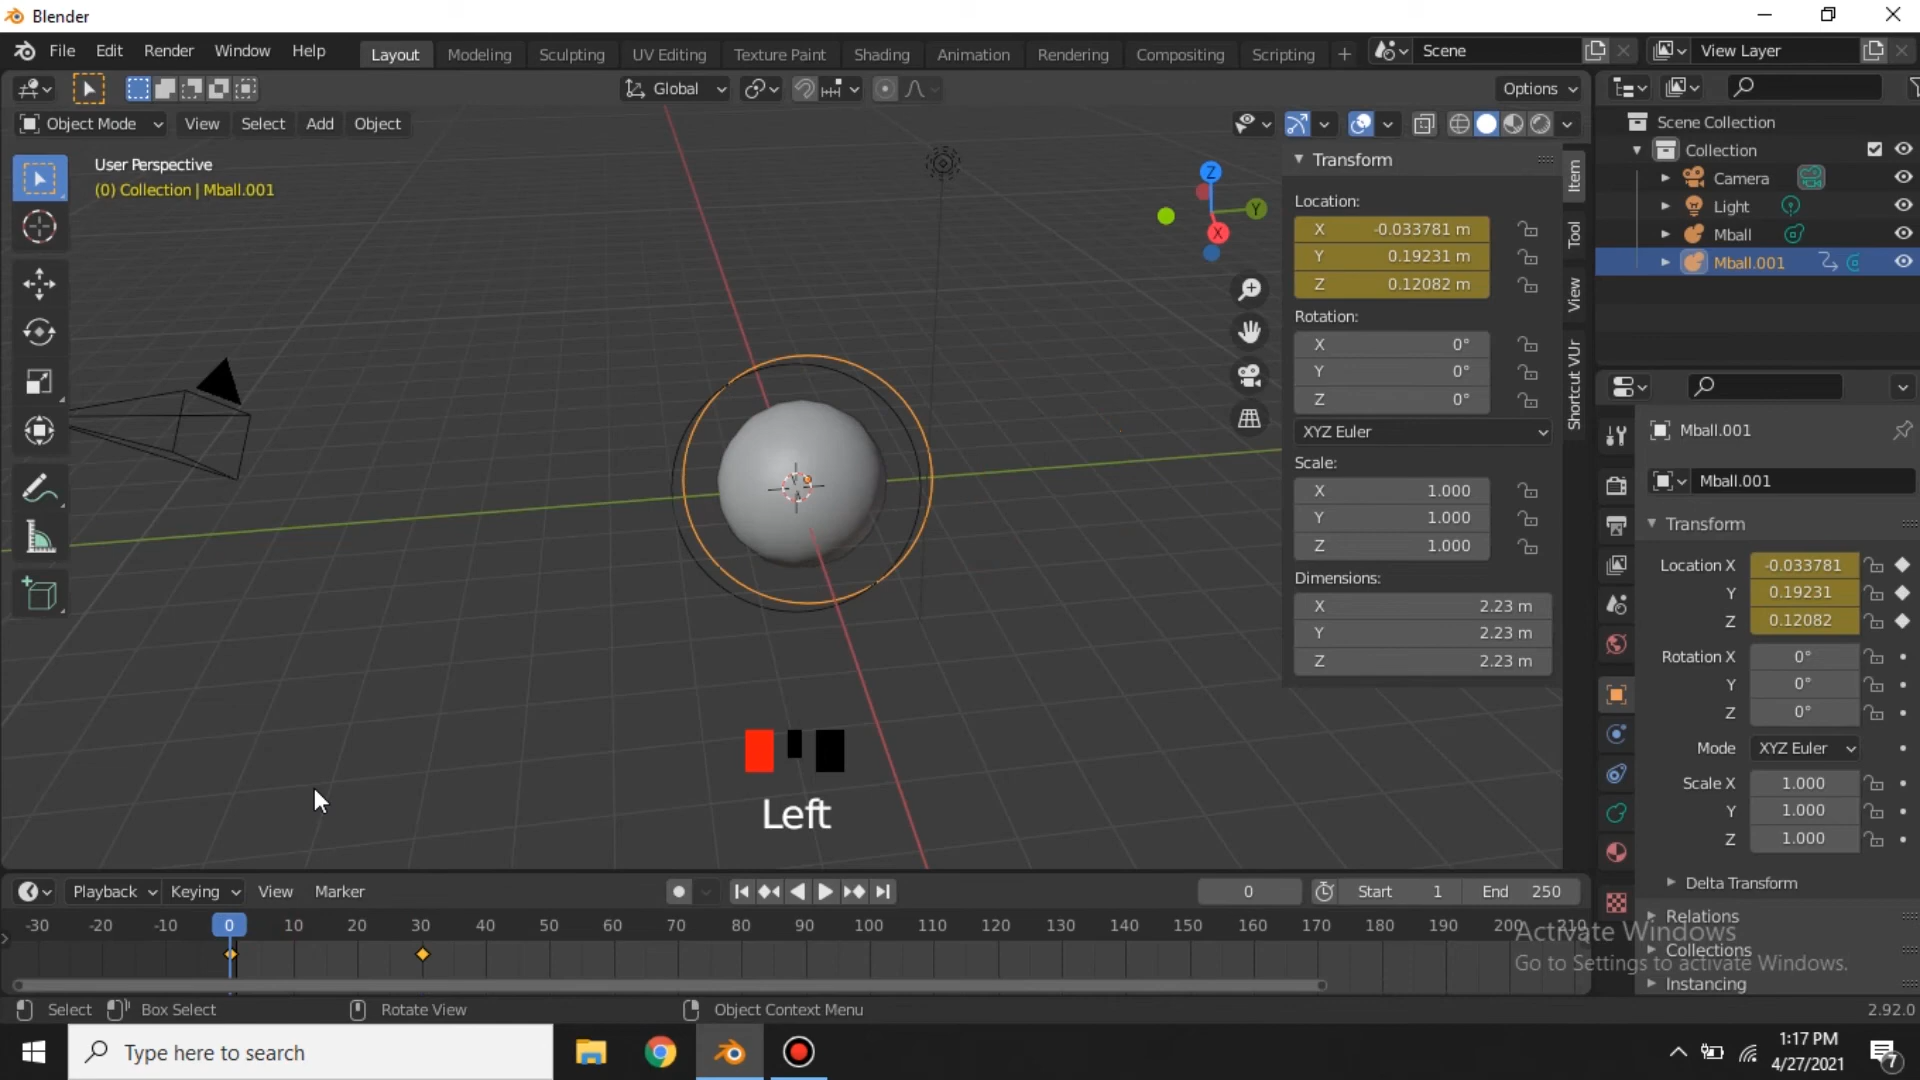 Blender
File Edit Render Window Help Layout Modeling Sculpting UV Editing Texture Paint Shading Animation Rendering Compositing Scripting + Scene View Layer
Global Options
Object Mode View Select Add Object
User Perspective
(0) Collection | Mball.001
Z
Y
X
Transform
Location:
X -0.033781 m
Y 0.19231 m
Z 0.12082 m
Rotation:
X 0°
Y 0°
Z 0°
XYZ Euler
Scale:
X 1.000
Y 1.000
Z 1.000
Dimensions:
X 2.23 m
Y 2.23 m
Z 2.23 m
Item
Tool
View
Shortcut VUr
Scene Collection
Collection
Camera
Light
Mball
Mball.001
Mball.001
Mball.001
Transform
Location X -0.033781
Y 0.19231
Z 0.12082
Rotation X 0°
Y 0°
Z 0°
Mode XYZ Euler
Scale X 1.000
Y 1.000
Z 1.000
Delta Transform
Relations
Collections
Instancing
Left
Activate Windows
Go to Settings to activate Windows.
Playback Keying View Marker 0 Start 1 End 250
-30 -20 -10 0 10 20 30 40 50 60 70 80 90 100 110 120 130 140 150 160 170 180 190 200 210
Select Box Select Rotate View Object Context Menu 2.92.0
Type here to search
1:17 PM
4/27/2021
7